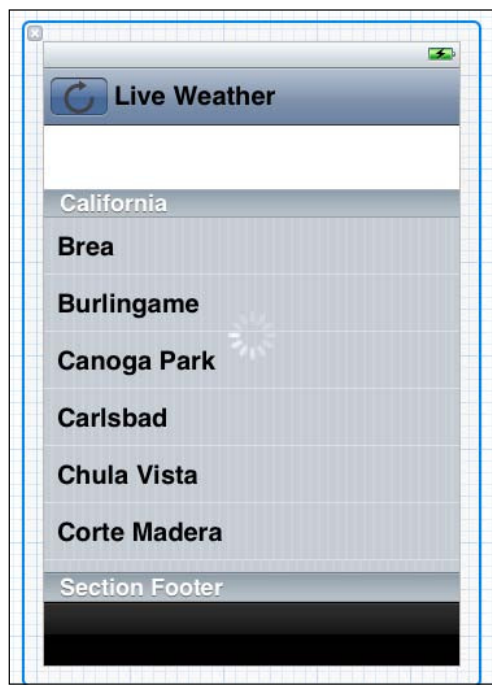 Live Weather
California
Brea
Burlingame
Canoga Park
Carlsbad
Chula Vista
Corte Madera
Section Footer